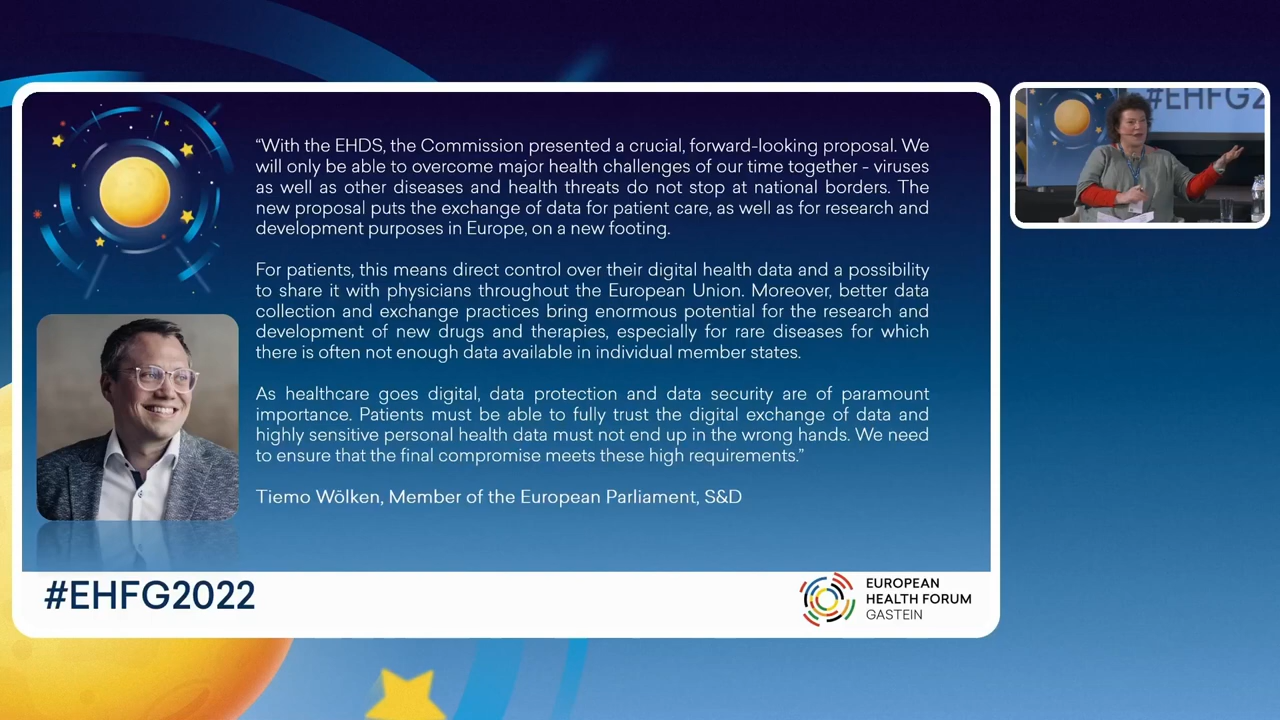 “With the EHDS, the Commission presented a crucial, forward-looking proposal. We
will only be able to overcome major health challenges of our time together - viruses
as well as other diseases and health threats do not stop at national borders. The
new proposal puts the exchange of data for patient care, as well as for research and
development purposes in Europe, on a new footing.
For patients, this means direct control over their digital health data and a possibility
to share it with physicians throughout the European Union. Moreover, better data
collection and exchange practices bring enormous potential for the research and
development of new drugs and therapies, especially for rare diseases for which
there is often not enough data available in individual member states.
As healthcare goes digital, data protection and data security are of paramount
importance. Patients must be able to fully trust the digital exchange of data and
highly sensitive personal health data must not end up in the wrong hands. We need
to ensure that the final compromise meets these high requirements.”
Tiemo Wölken, Member of the European Parliament, S&D
#EHFG2022
EUROPEAN
HEALTH FORUM
GASTEIN
#EHFG2